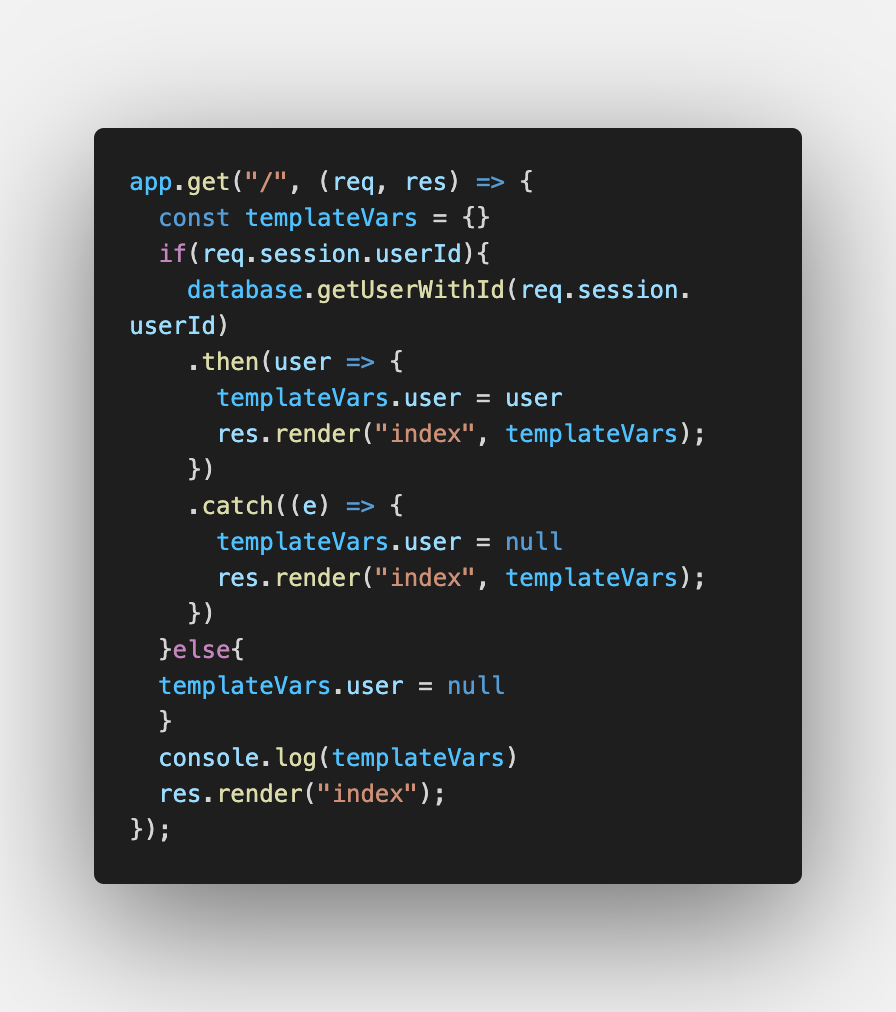 app.get("/", (req, res) => {
  const templateVars = {}
  if(req.session.userId){
    database.getUserWithId(req.session.
userId)
    .then(user => {
      templateVars.user = user
      res.render("index", templateVars);
    })
    .catch((e) => {
      templateVars.user = null
      res.render("index", templateVars);
    })
  }else{
  templateVars.user = null
  }
  console.log(templateVars)
  res.render("index");
});